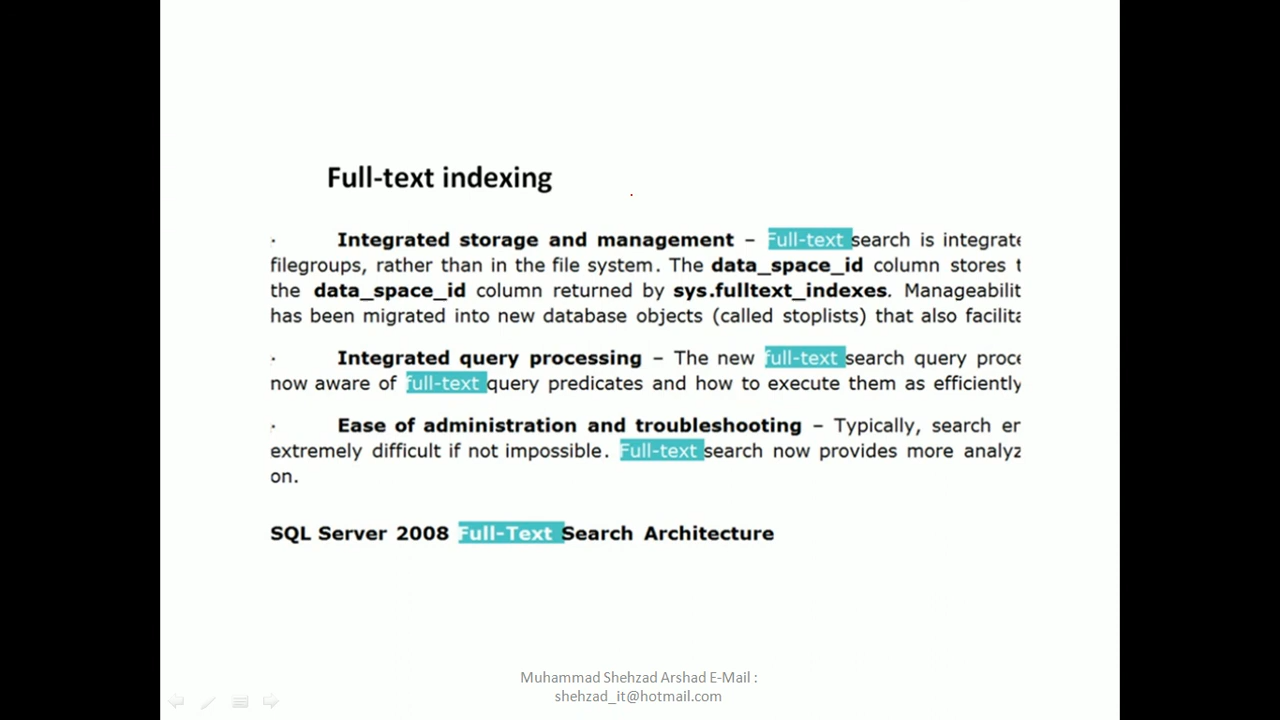 Full-text indexing
· Integrated storage and management – Full-text search is integrate
filegroups, rather than in the file system. The data_space_id column stores t
the data_space_id column returned by sys.fulltext_indexes. Manageabilit
has been migrated into new database objects (called stoplists) that also facilita
· Integrated query processing – The new full-text search query proce
now aware of full-text query predicates and how to execute them as efficiently
· Ease of administration and troubleshooting – Typically, search en
extremely difficult if not impossible. Full-text search now provides more analyz
on.
SQL Server 2008 Full-Text Search Architecture
Muhammad Shehzad Arshad E-Mail :
shehzad_it@hotmail.com